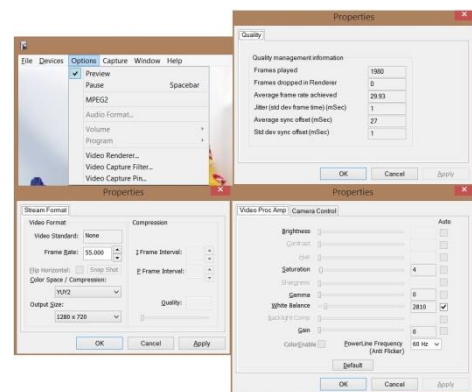 File Devices Options Capture Window Help
Preview
Pause Spacebar
MPEG2
Audio Format...
Volume
Program
Video Renderer...
Video Capture Filter...
Video Capture Pin...
Properties
Quality
Quality management information
Frames played 1980
Frames dropped in Renderer 0
Average frame rate achieved 29.93
Jitter (std dev frame time) (mSec) 1
Average sync offset (mSec) 27
Std dev sync offset (mSec) 1
OK Cancel Apply
Properties
Stream Format
Video Format Compression
Video Standard: None
Frame Rate: 55.000 I Frame Interval:
Flip Horizontal: Snap Shot P Frame Interval:
Color Space / Compression:
YUY2
Output Size: Quality:
1280 x 720
OK Cancel Apply
Properties
Video Proc Amp Camera Control
Auto
Brightness
Contrast
Hue
Saturation 4
Sharpness
Gamma 0
White Balance 2810
Backlight Comp
Gain 6
ColorEnable PowerLine Frequency 60 Hz
(Anti Flicker)
Default
OK Cancel Apply